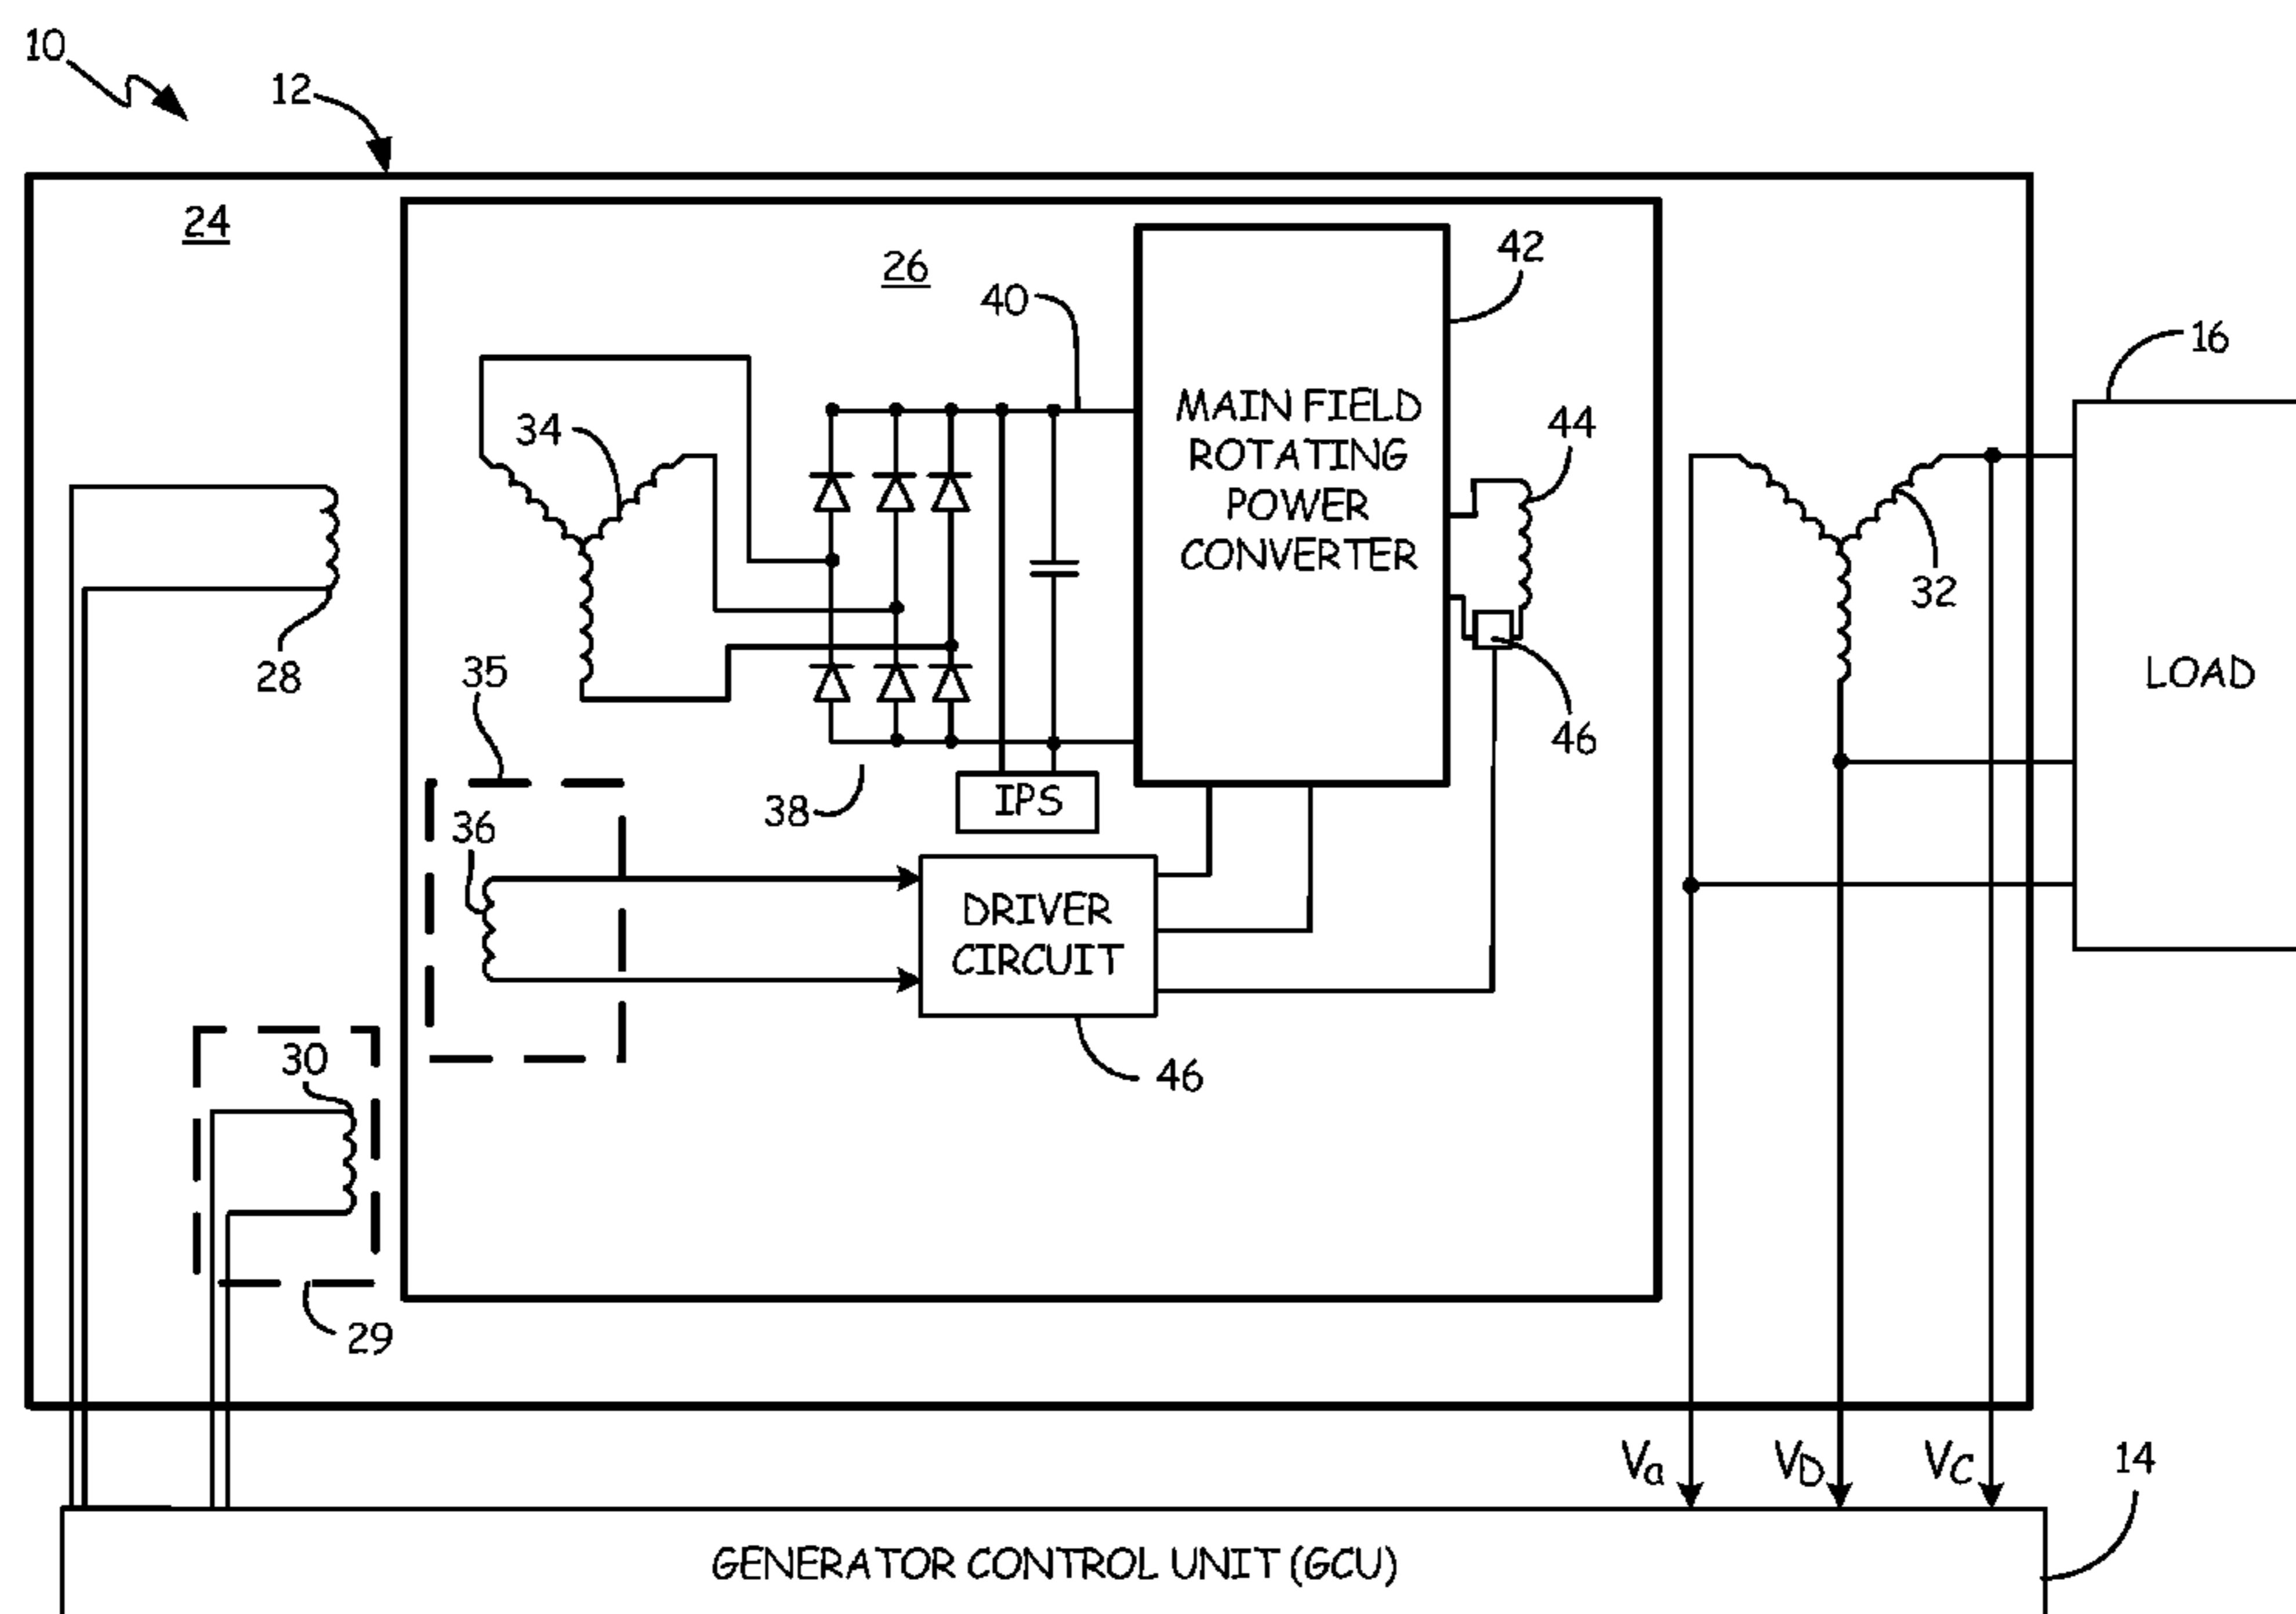 10
12
24
26
40
42
16
MAIN FIELD
ROTATING
POWER
CONVERTER
34
44
32
28
35
LOAD
46
38
IPS
36
DRIVER
CIRCUIT
30
46
29
Va
VD
VC
14
GENERATOR CONTROL UNIT (GCU)